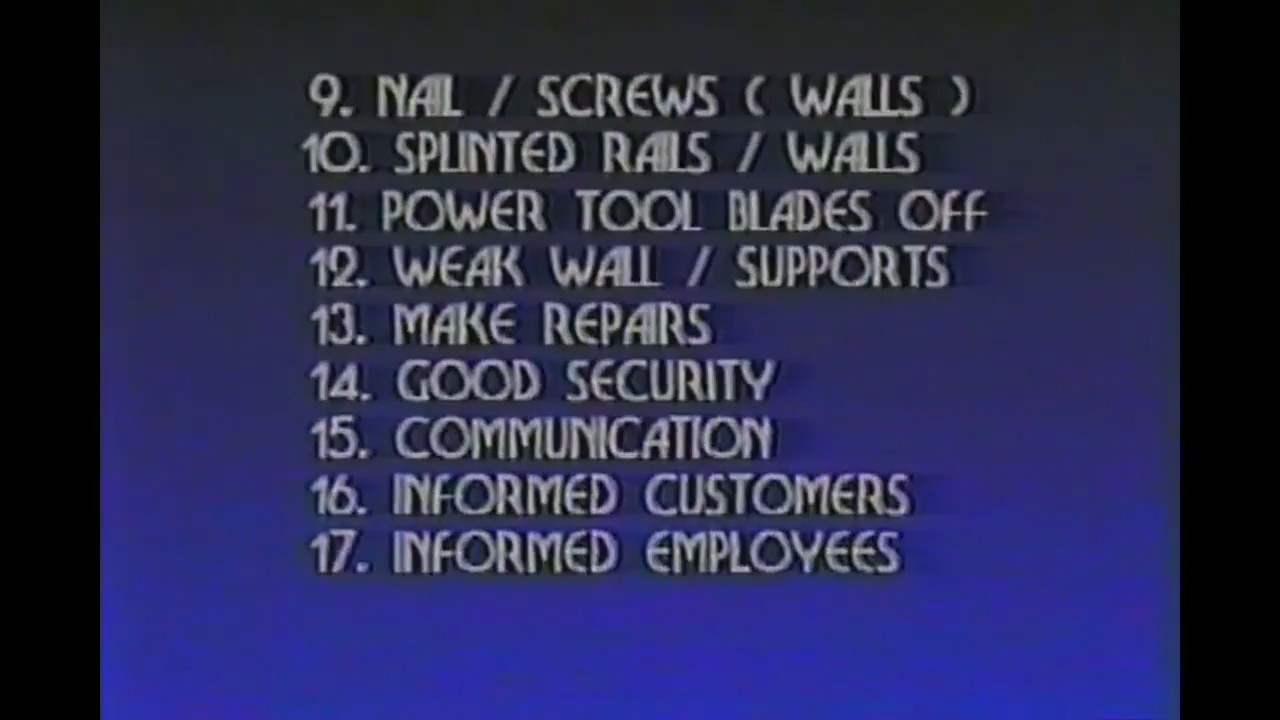 9. NAIL / SCREWS ( WALLS )
10. SPLINTED RAILS / WALLS
11. POWER TOOL BLADES OFF
12. WEAK WALL / SUPPORTS
13. MAKE REPAIRS
14. GOOD SECURITY
15. COMMUNICATION
16. INFORMED CUSTOMERS
17. INFORMED EMPLOYEES